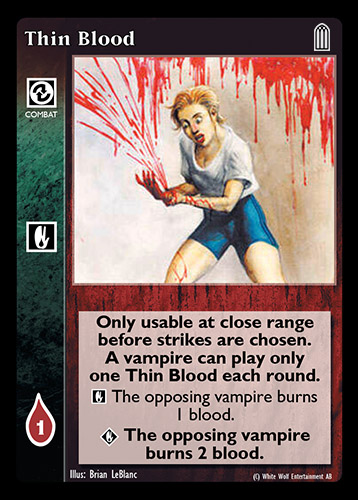 Thin Blood
COMBAT
Only usable at close range
before strikes are chosen.
A vampire can play only
one Thin Blood each round.
The opposing vampire burns
1 blood.
The opposing vampire
burns 2 blood.
1
Illus: Brian LeBlanc
(C) White Wolf Entertainment AB